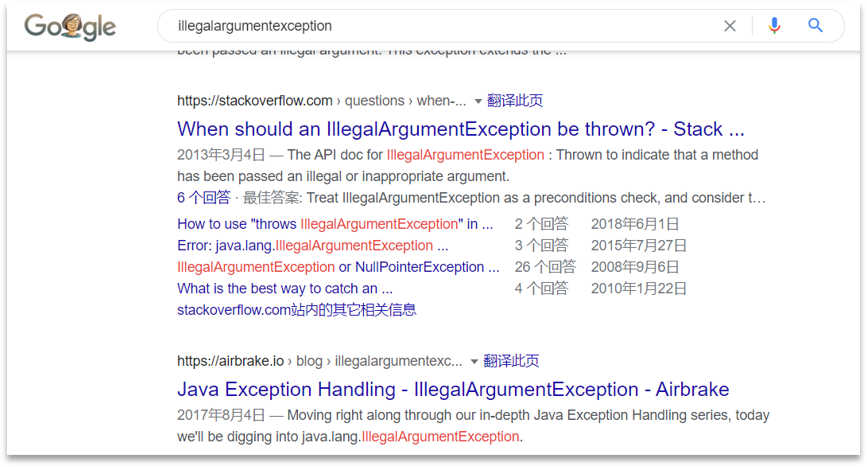 Google
illegalargumentexception
been passed an illegal argument. This exception extends the ...
https://stackoverflow.com › questions › when-... 翻译此页
When should an IllegalArgumentException be thrown? - Stack ...
2013年3月4日 — The API doc for IllegalArgumentException : Thrown to indicate that a method
has been passed an illegal or inappropriate argument.
6 个回答 · 最佳答案: Treat IllegalArgumentException as a preconditions check, and consider t…
How to use "throws IllegalArgumentException" in ... 2 个回答 2018年6月1日
Error: java.lang.IllegalArgumentException ... 3 个回答 2015年7月27日
IllegalArgumentException or NullPointerException ... 26 个回答 2008年9月6日
What is the best way to catch an ... 4 个回答 2010年1月22日
stackoverflow.com站内的其它相关信息
https://airbrake.io › blog › illegalargumentexc... 翻译此页
Java Exception Handling - IllegalArgumentException - Airbrake
2017年8月4日 — Moving right along through our in-depth Java Exception Handling series, today
we'll be digging into java.lang.IllegalArgumentException.